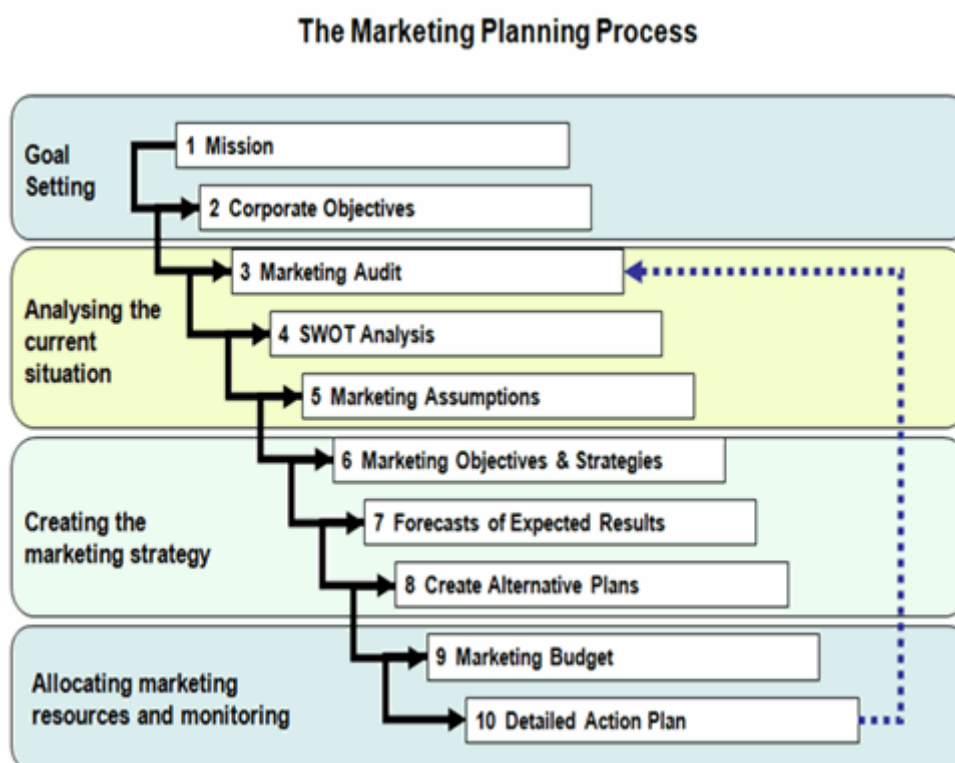 The Marketing Planning Process
Goal
Setting
1 Mission
2 Corporate Objectives
Analysing the
current
situation
3 Marketing Audit
4 SWOT Analysis
5 Marketing Assumptions
Creating the
marketing strategy
6 Marketing Objectives & Strategies
7 Forecasts of Expected Results
8 Create Alternative Plans
Allocating marketing
resources and monitoring
9 Marketing Budget
10 Detailed Action Plan